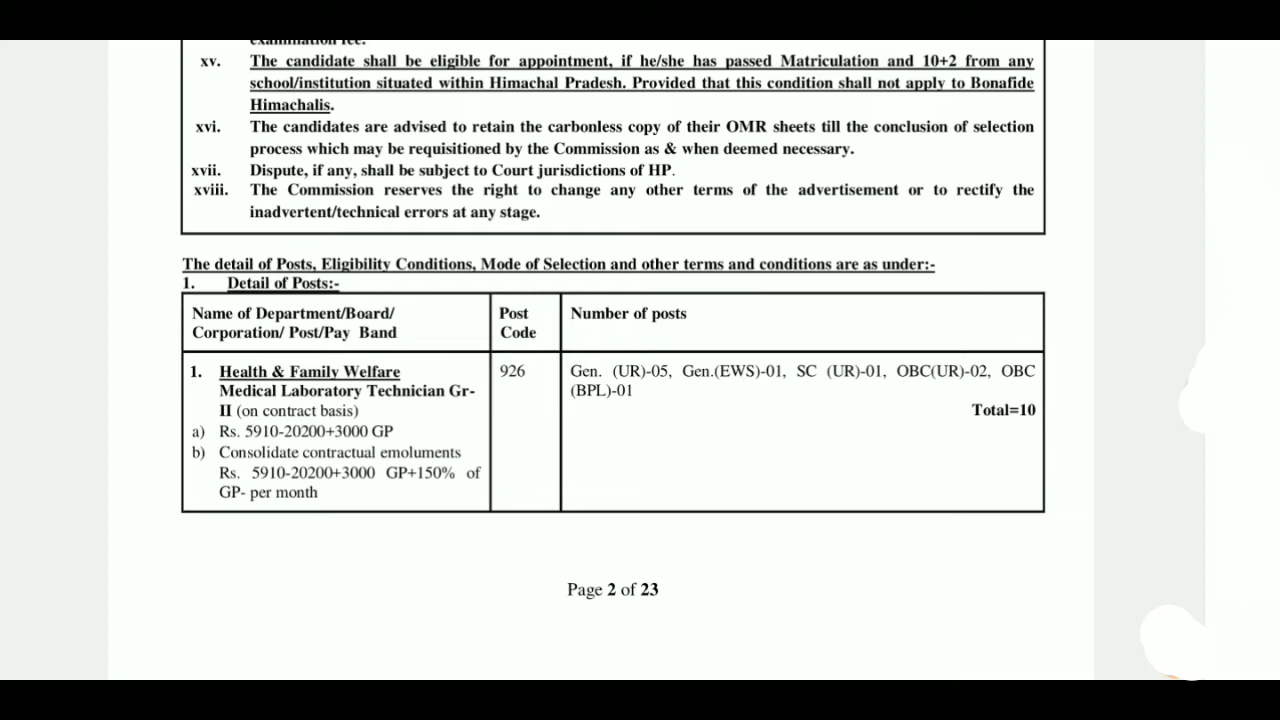 examination fee.
xv. The candidate shall be eligible for appointment, if he/she has passed Matriculation and 10+2 from any
school/institution situated within Himachal Pradesh. Provided that this condition shall not apply to Bonafide
Himachalis.
xvi. The candidates are advised to retain the carbonless copy of their OMR sheets till the conclusion of selection
process which may be requisitioned by the Commission as & when deemed necessary.
xvii. Dispute, if any, shall be subject to Court jurisdictions of HP.
xviii. The Commission reserves the right to change any other terms of the advertisement or to rectify the
inadvertent/technical errors at any stage.
The detail of Posts, Eligibility Conditions, Mode of Selection and other terms and conditions are as under:-
1. Detail of Posts:-
Name of Department/Board/
Corporation/ Post/Pay Band
Post
Code
Number of posts
1. Health & Family Welfare
Medical Laboratory Technician Gr-
II (on contract basis)
a) Rs. 5910-20200+3000 GP
b) Consolidate contractual emoluments
Rs. 5910-20200+3000 GP+150% of
GP- per month
926
Gen. (UR)-05, Gen.(EWS)-01, SC (UR)-01, OBC(UR)-02, OBC
(BPL)-01
Total=10
Page 2 of 23